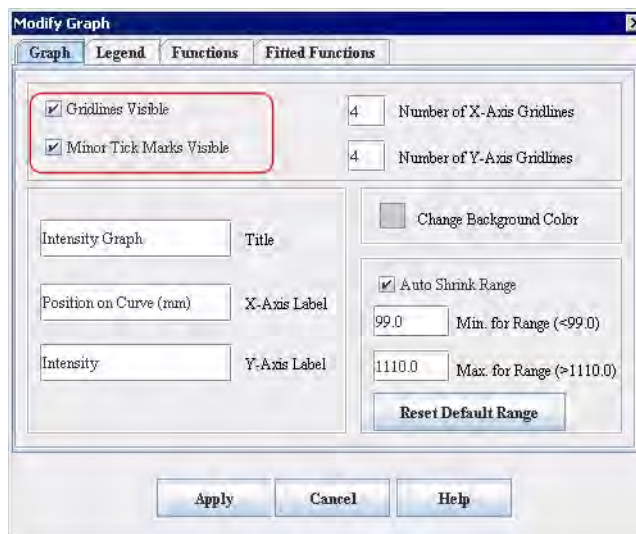 Modify Graph
Graph Legend Functions Fitted Functions
Gridlines Visible
4 Number of X-Axis Gridlines
Minor Tick Marks Visible
4 Number of Y-Axis Gridlines
Intensity Graph Title
Position on Curve (mm) X-Axis Label
Intensity Y-Axis Label
Change Background Color
Auto Shrink Range
99.0 Min. for Range (<99.0)
1110.0 Max. for Range (>1110.0)
Reset Default Range
Apply Cancel Help